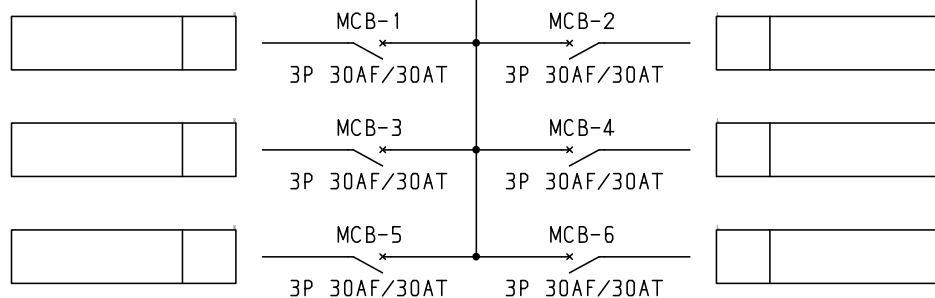 MCB-1 MCB-2
3P 30AF/30AT 3P 30AF/30AT
MCB-3 MCB-4
3P 30AF/30AT 3P 30AF/30AT
MCB-5 MCB-6
3P 30AF/30AT 3P 30AF/30AT